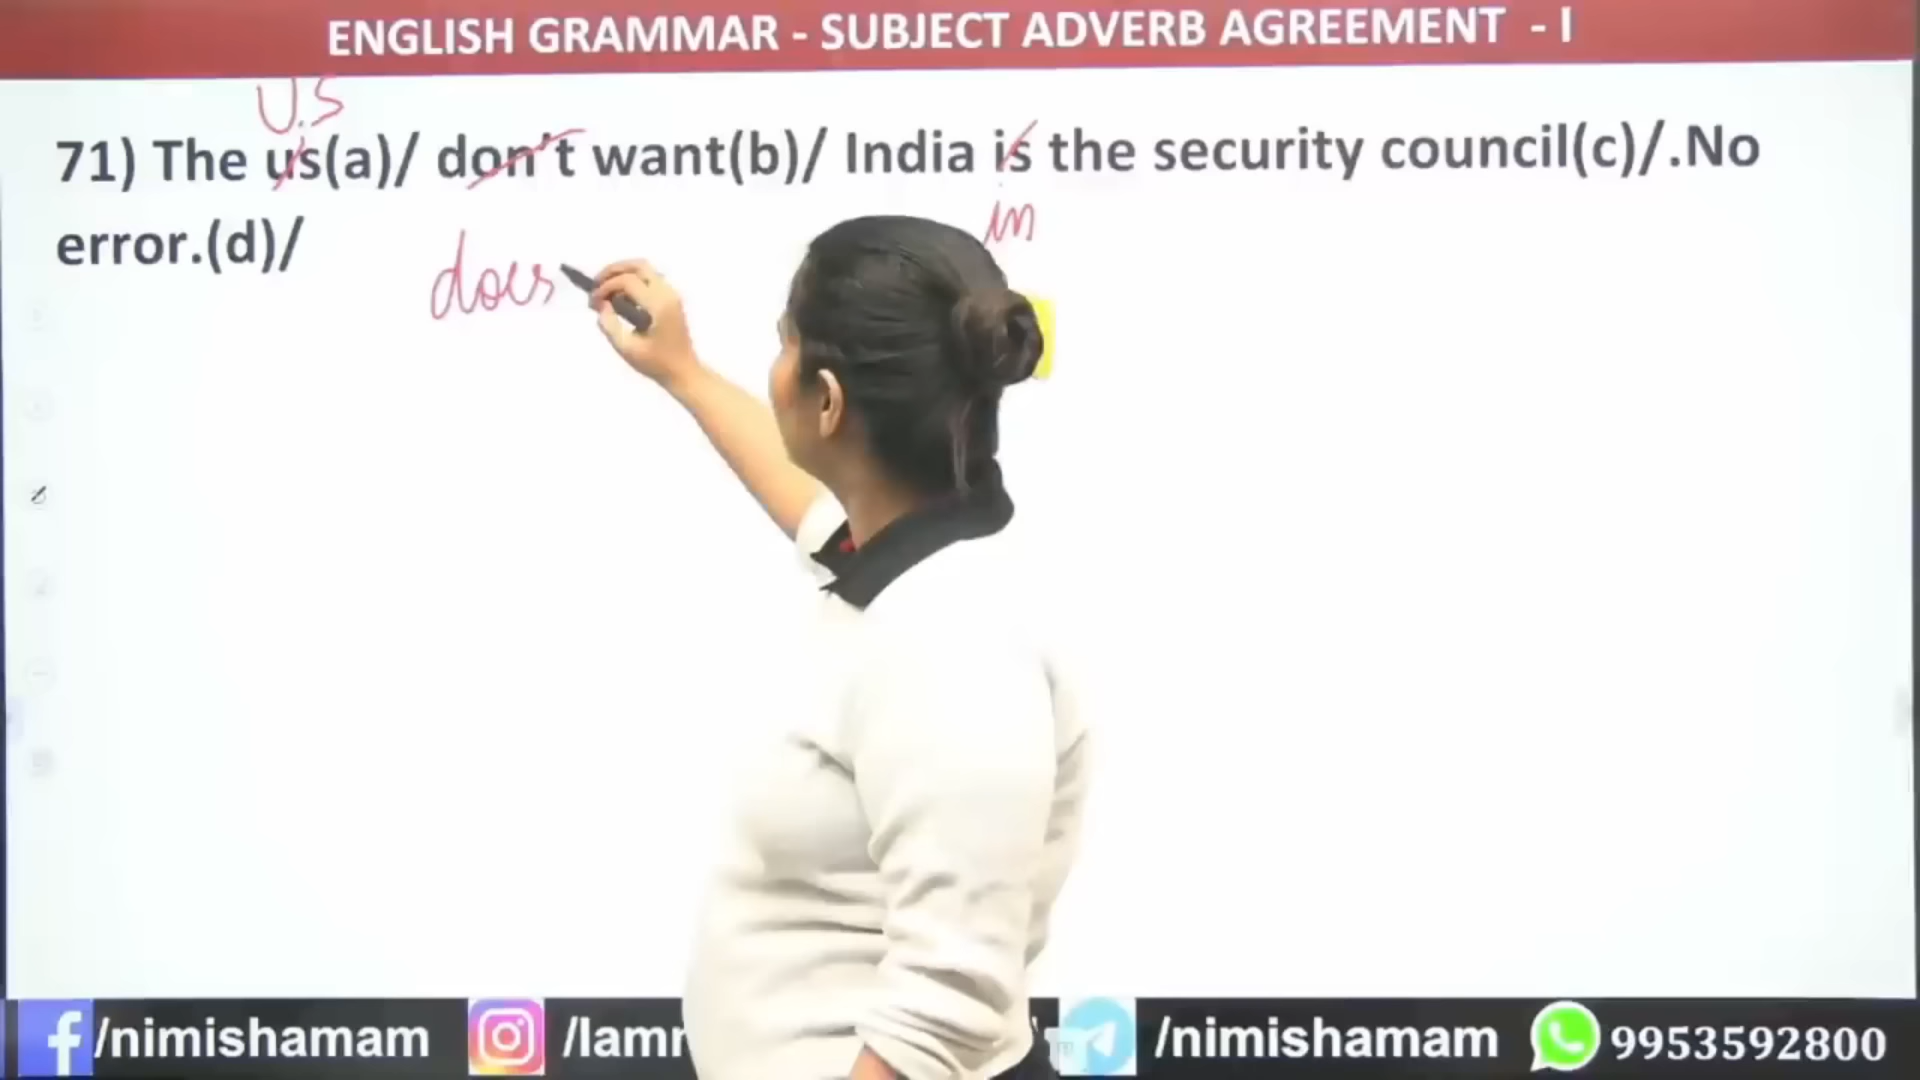 ENGLISH GRAMMAR - SUBJECT ADVERB AGREEMENT - I
U.S
71) The us(a)/ don't want(b)/ India is the security council(c)/.No
in
error.(d)/
does
/nimishamam /Iamr /nimishamam 9953592800